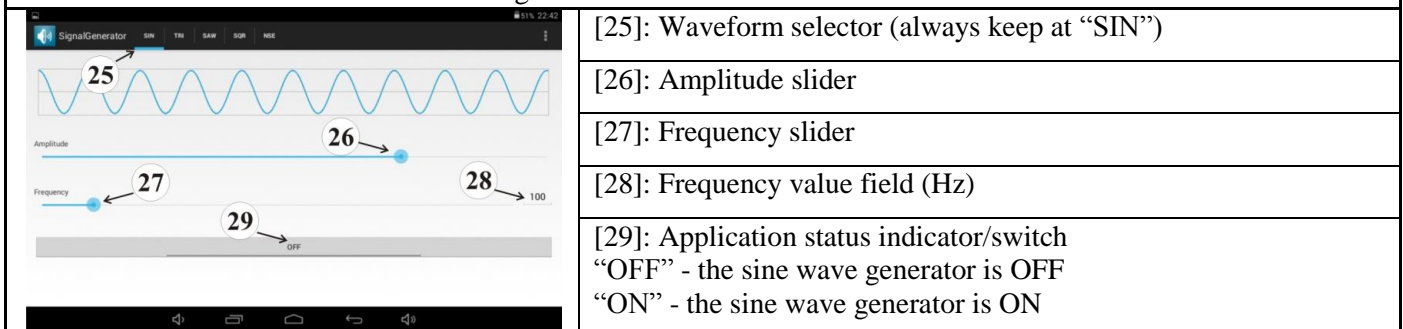 51% 22:42
SignalGenerator SIN TRI SAW SQR NSE
25
Amplitude
26
Frequency
27
28
100
29
OFF
[25]: Waveform selector (always keep at “SIN”)
[26]: Amplitude slider
[27]: Frequency slider
[28]: Frequency value field (Hz)
[29]: Application status indicator/switch
“OFF” - the sine wave generator is OFF
“ON” - the sine wave generator is ON